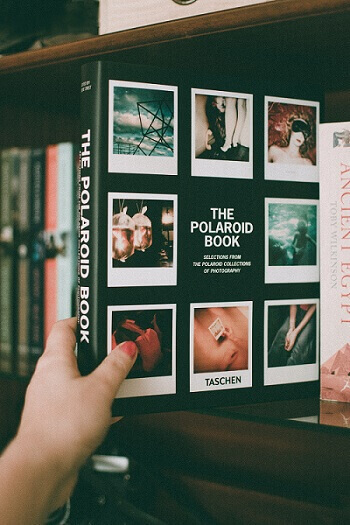 THE POLAROID BOOK
THE
POLAROID
BOOK
SELECTIONS FROM
THE POLAROID COLLECTIONS
OF PHOTOGRAPHY
TASCHEN
ANCIENT EGYPT
TOBY WILKINSON